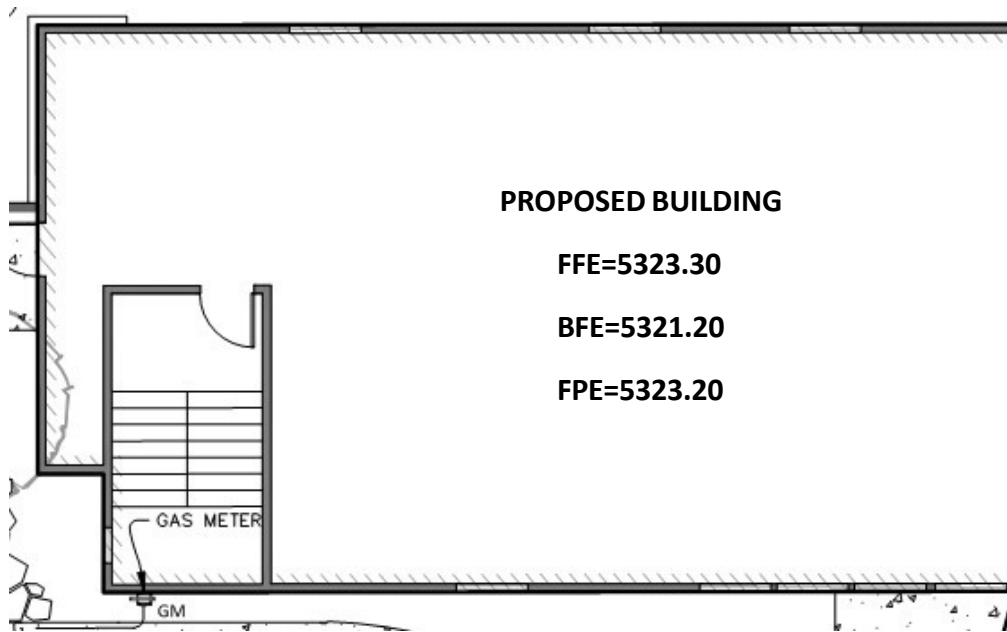 PROPOSED BUILDING
FFE=5323.30
BFE=5321.20
FPE=5323.20
GAS METER
GM